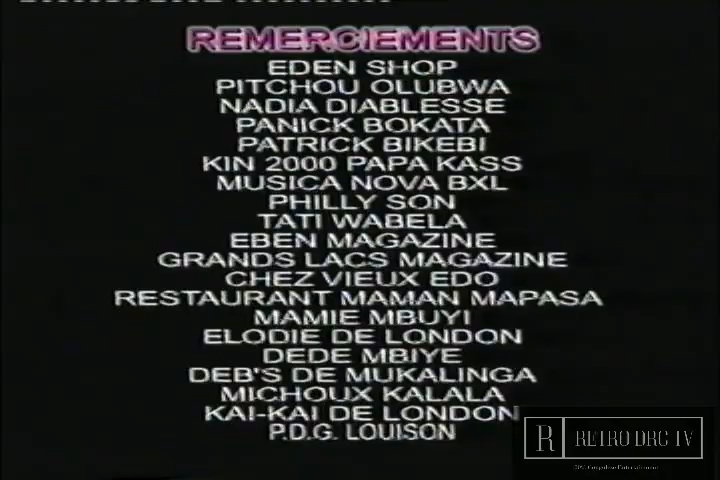 REMERCIEMENTS
EDEN SHOP
PITCHOU OLUBWA
NADIA DIABLESSE
PANICK BOKATA
PATRICK BIKEBI
KIN 2000 PAPA KASS
MUSICA NOVA BXL
PHILLY SON
TATI WABELA
EBEN MAGAZINE
GRANDS LACS MAGAZINE
CHEZ VIEUX EDO
RESTAURANT MAMAN MAPASA
MAMIE MBUYI
ELODIE DE LONDON
DEDE MBIYE
DEB'S DE MUKALINGA
MICHOUX KALALA
KAI-KAI DE LONDON
P.D.G. LOUISON
R RETRO DRC TV